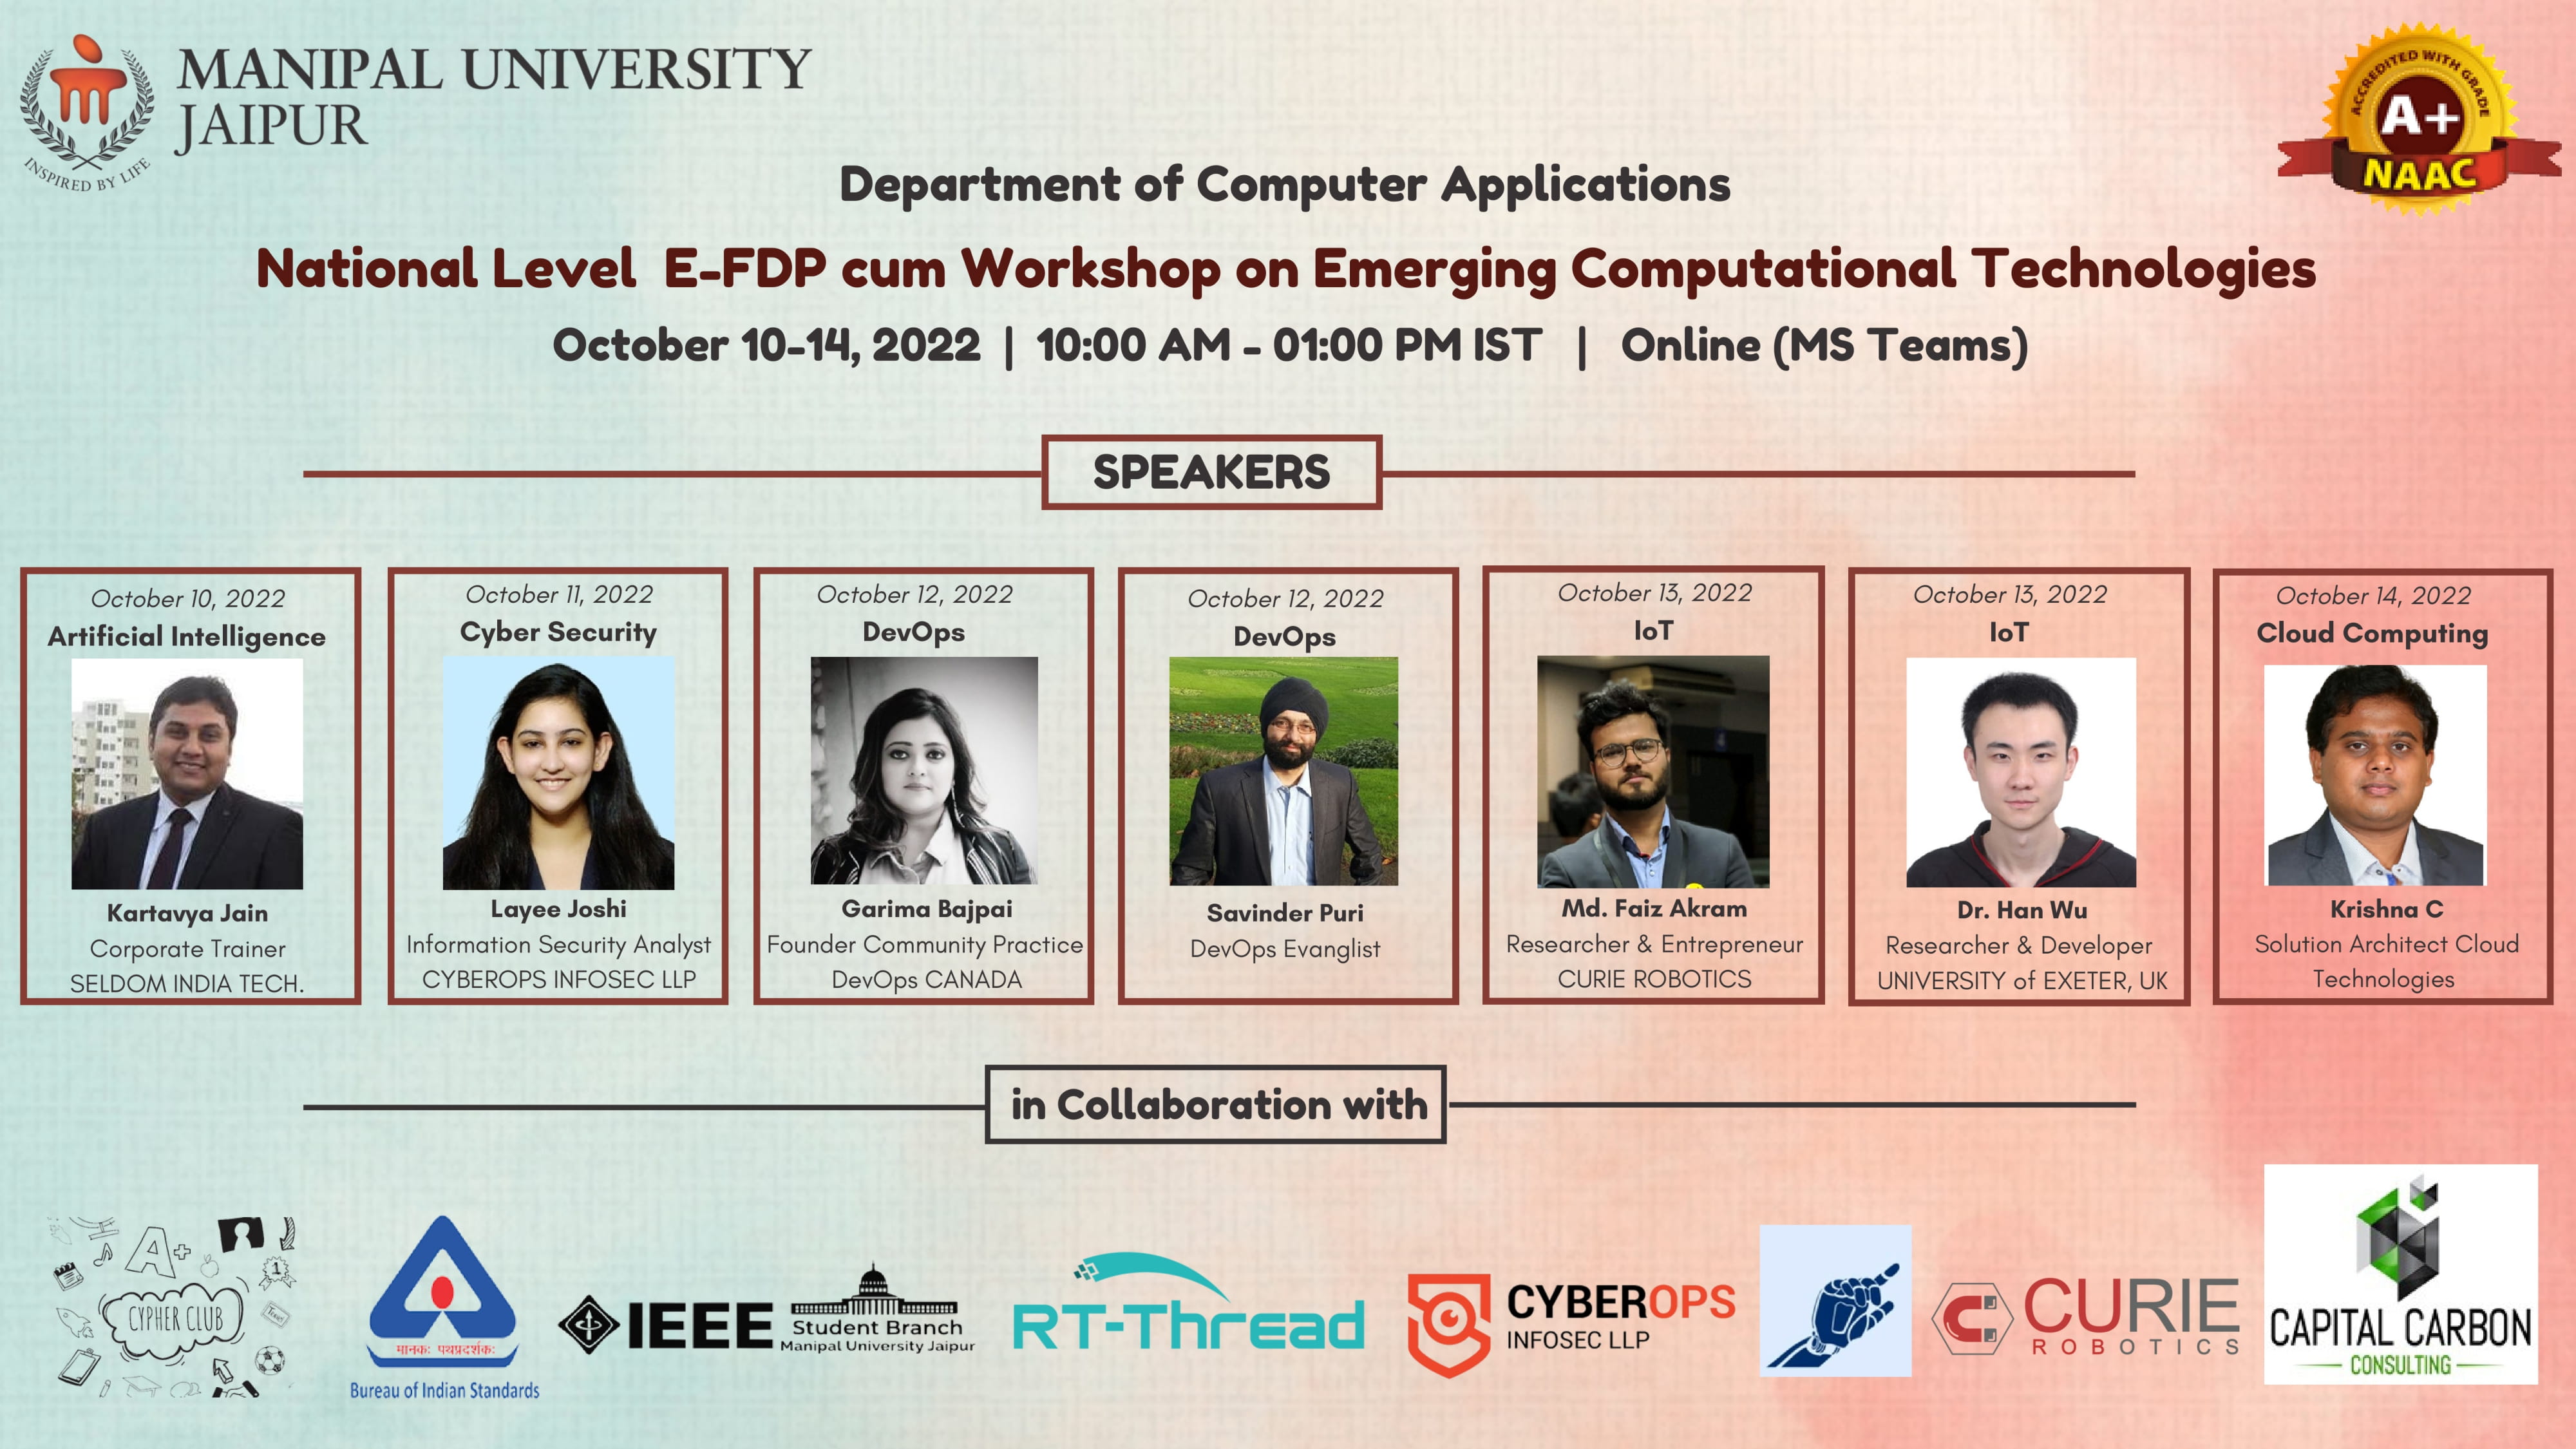 MANIPAL UNIVERSITY
JAIPUR
INSPIRED BY LIFE
ACCREDITED WITH GRADE
A+
NAAC
Department of Computer Applications
National Level E-FDP cum Workshop on Emerging Computational Technologies
October 10-14, 2022 | 10:00 AM - 01:00 PM IST | Online (MS Teams)
SPEAKERS
October 10, 2022
Artificial Intelligence
Kartavya Jain
Corporate Trainer
SELDOM INDIA TECH.
October 11, 2022
Cyber Security
Layee Joshi
Information Security Analyst
CYBEROPS INFOSEC LLP
October 12, 2022
DevOps
Garima Bajpai
Founder Community Practice
DevOps CANADA
October 12, 2022
DevOps
Savinder Puri
DevOps Evanglist
October 13, 2022
IoT
Md. Faiz Akram
Researcher & Entrepreneur
CURIE ROBOTICS
October 13, 2022
IoT
Dr. Han Wu
Researcher & Developer
UNIVERSITY of EXETER, UK
October 14, 2022
Cloud Computing
Krishna C
Solution Architect Cloud
Technologies
in Collaboration with
A+
1
CYPHER CLUB
मानकः पथप्रदर्शकः
Bureau of Indian Standards
IEEE
Student Branch
Manipal University Jaipur
RT-Thread
CYBEROPS
INFOSEC LLP
CURIE
ROBOTICS
CAPITAL CARBON
CONSULTING